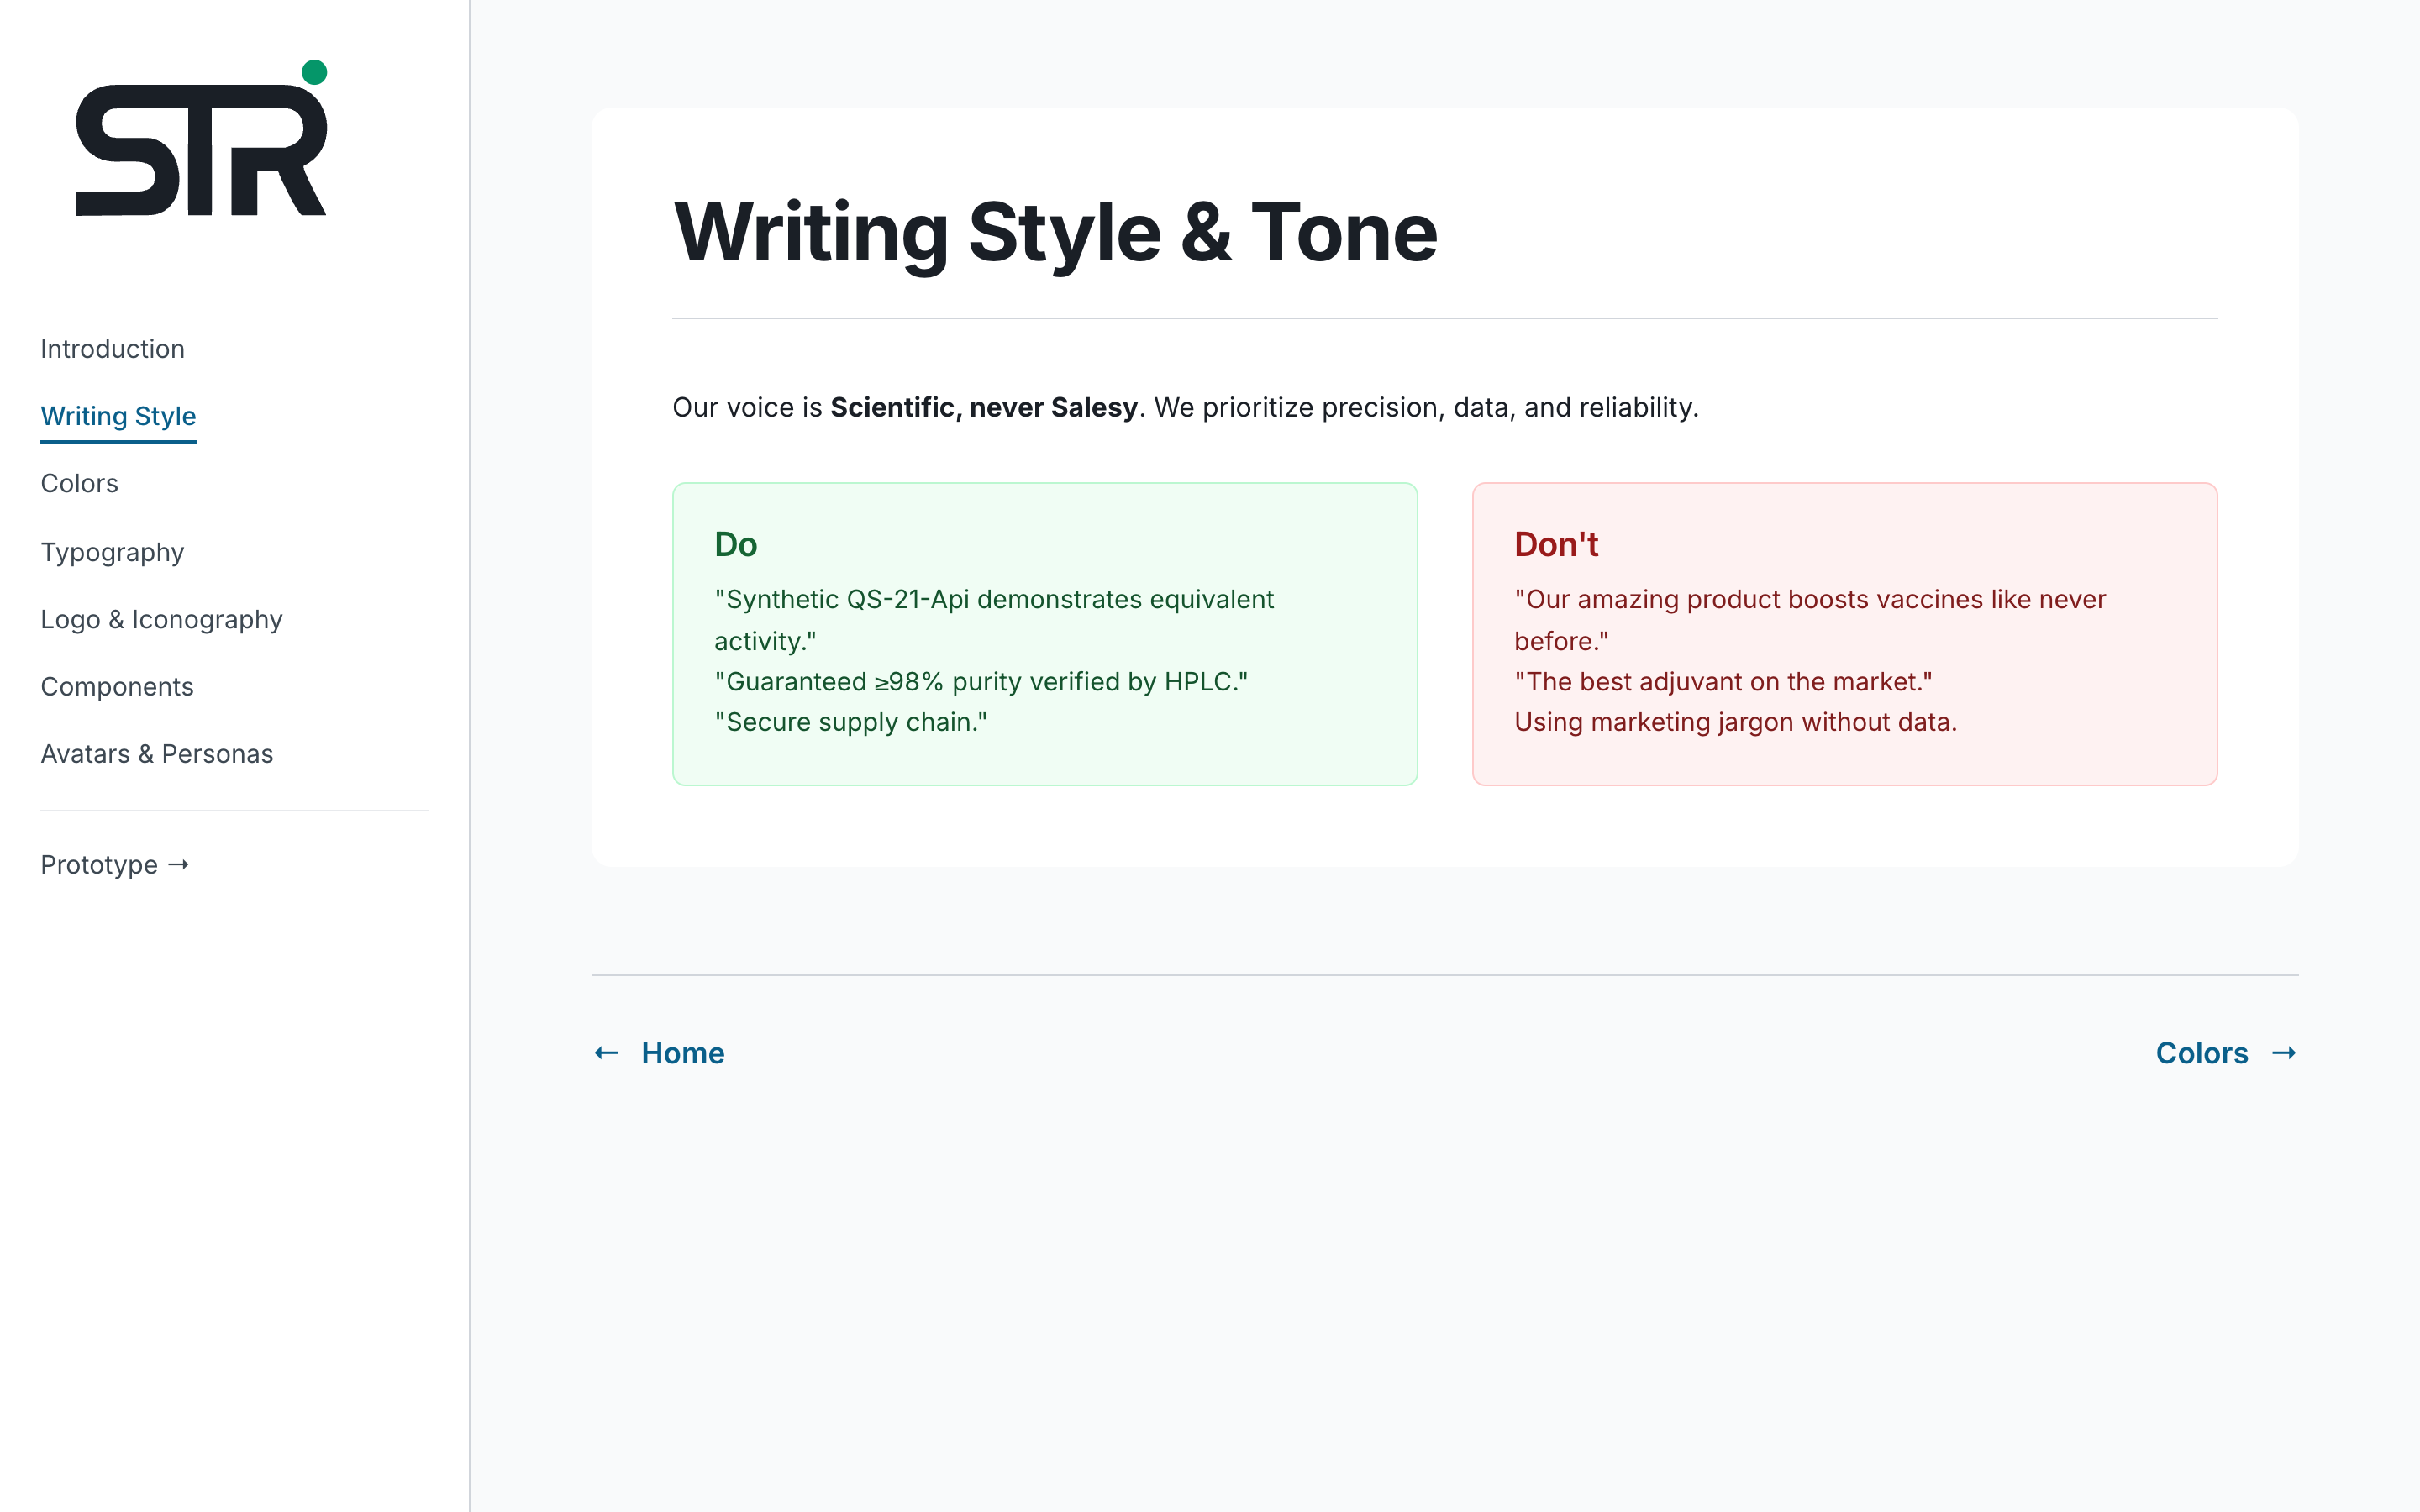 STR
Introduction
Writing Style
Colors
Typography
Logo & Iconography
Components
Avatars & Personas
Prototype →
Writing Style & Tone
Our voice is Scientific, never Salesy. We prioritize precision, data, and reliability.
Do
"Synthetic QS-21-Api demonstrates equivalent
activity."
"Guaranteed ≥98% purity verified by HPLC."
"Secure supply chain."
Don't
"Our amazing product boosts vaccines like never
before."
"The best adjuvant on the market."
Using marketing jargon without data.
← Home
Colors →